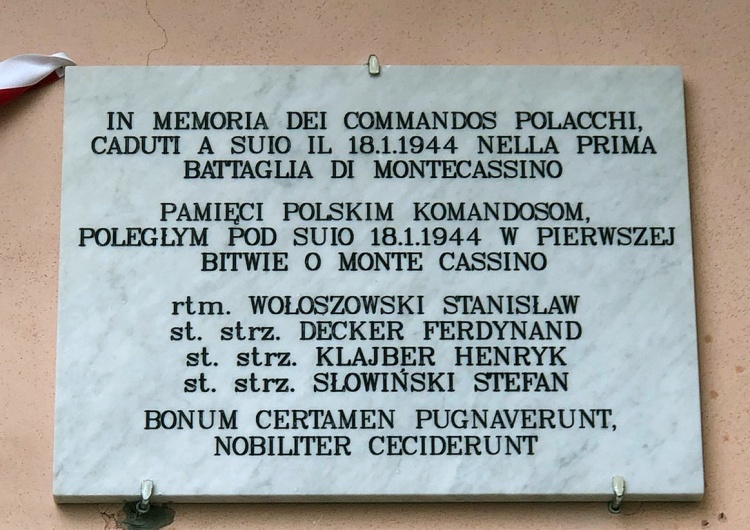 IN MEMORIA DEI COMMANDOS POLACCHI,
CADUTI A SUIO IL 18.1.1944 NELLA PRIMA
BATTAGLIA DI MONTECASSINO
PAMIĘCI POLSKIM KOMANDOSOM,
POLEGŁYM POD SUIO 18.1.1944 W PIERWSZEJ
BITWIE O MONTE CASSINO
rtm. WOŁOSZOWSKI STANISŁAW
st. strz. DECKER FERDYNAND
st. strz. KLAJBER HENRYK
st. strz. SŁOWIŃSKI STEFAN
BONUM CERTAMEN PUGNAVERUNT,
NOBILITER CECIDERUNT